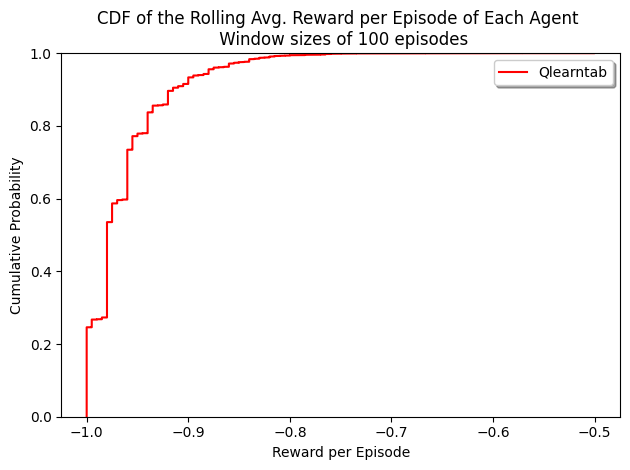 CDF of the Rolling Avg. Reward per Episode of Each Agent
Window sizes of 100 episodes
1.0
Qlearntab
0.8
0.6
Cumulative Probability
0.4
0.2
0.0
−1.0 −0.9 −0.8 −0.7 −0.6 −0.5
Reward per Episode